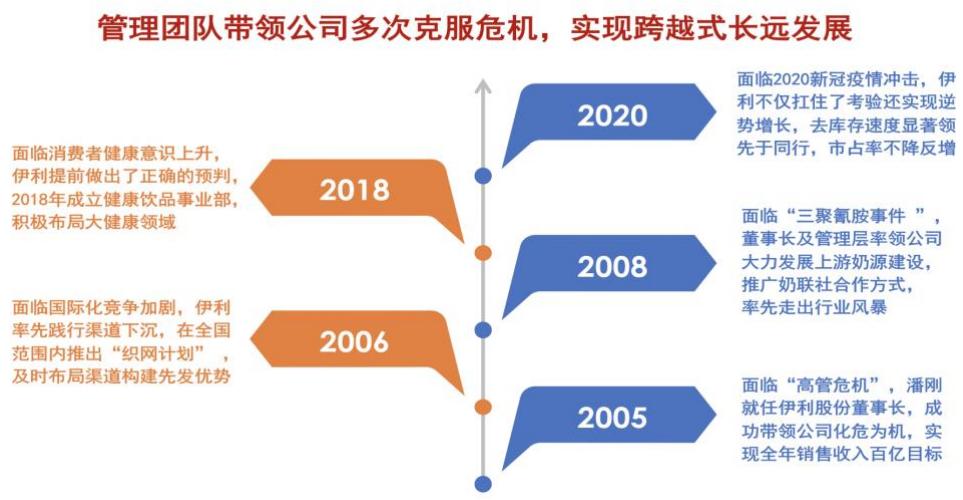 管理团队带领公司多次克服危机，实现跨越式长远发展
2020
面临2020新冠疫情冲击，伊
利不仅扛住了考验还实现逆
势增长，去库存速度显著领
先于同行，市占率不降反增
面临消费者健康意识上升，
伊利提前做出了正确的预判，
2018年成立健康饮品事业部，
积极布局大健康领域
2018
2008
面临“三聚氰胺事件 ”，
董事长及管理层率领公司
大力发展上游奶源建设，
推广奶联社合作方式，
率先走出行业风暴
面临国际化竞争加剧，伊利
率先践行渠道下沉，在全国
范围内推出“织网计划” ，
及时布局渠道构建先发优势
2006
2005
面临“高管危机”，潘刚
就任伊利股份董事长，成
功带领公司化危为机，实
现全年销售收入百亿目标